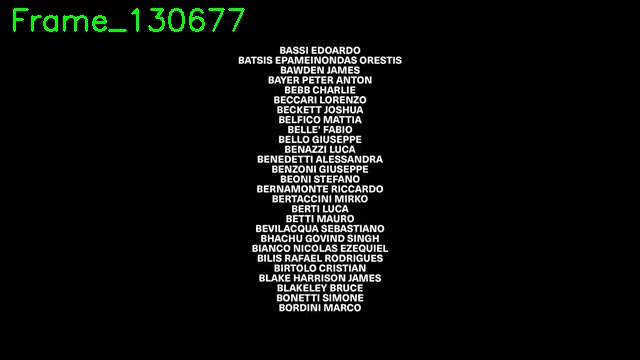 Frame_130677
BASSI EDOARDO
BATSIS EPAMEINONDAS ORESTIS
BAWDEN JAMES
BAYER PETER ANTON
BEBB CHARLIE
BECCARI LORENZO
BECKETT JOSHUA
BELFICO MATTIA
BELLE' FABIO
BELLO GIUSEPPE
BENAZZI LUCA
BENEDETTI ALESSANDRA
BENZONI GIUSEPPE
BEONI STEFANO
BERNAMONTE RICCARDO
BERTACCINI MIRKO
BERTI LUCA
BETTI MAURO
BEVILACQUA SEBASTIANO
BHACHU GOVIND SINGH
BIANCO NICOLAS EZEQUIEL
BILIS RAFAEL RODRIGUES
BIRTOLO CRISTIAN
BLAKE HARRISON JAMES
BLAKELEY BRUCE
BONETTI SIMONE
BORDINI MARCO